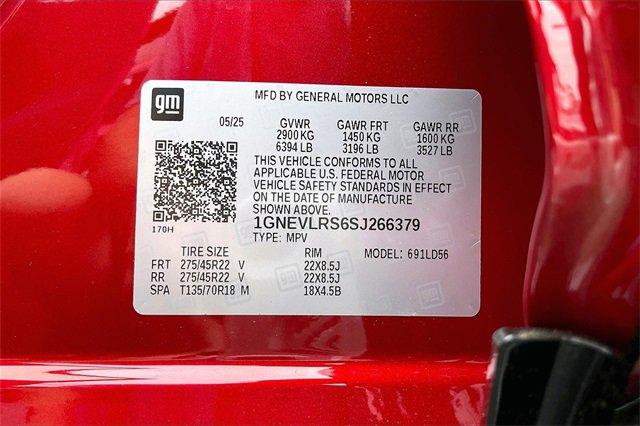 gm
MFD BY GENERAL MOTORS LLC
05/25 GVWR GAWR FRT GAWR RR
2900 KG 1450 KG 1600 KG
6394 LB 3196 LB 3527 LB
THIS VEHICLE CONFORMS TO ALL
APPLICABLE U.S. FEDERAL MOTOR
VEHICLE SAFETY STANDARDS IN EFFECT
ON THE DATE OF MANUFACTURE
SHOWN ABOVE.
170H
1GNEVLRS6SJ266379
TYPE: MPV
TIRE SIZE RIM MODEL: 691LD56
FRT 275/45R22 V 22X8.5J
RR 275/45R22 V 22X8.5J
SPA T135/70R18 M 18X4.5B